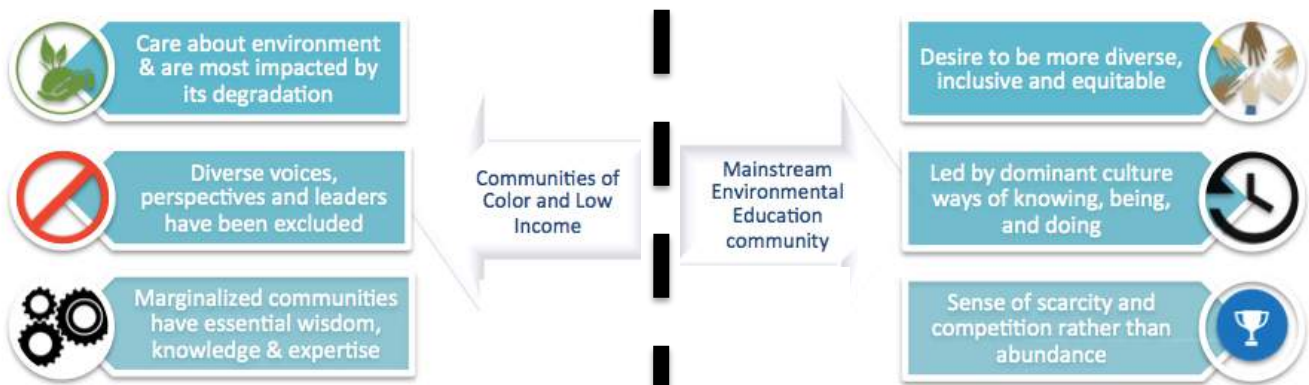 Care about environment
& are most impacted by
its degradation
Diverse voices,
perspectives and leaders
have been excluded
Marginalized communities
have essential wisdom,
knowledge & expertise
Communities of
Color and Low
Income
Mainstream
Environmental
Education
community
Desire to be more diverse,
inclusive and equitable
Led by dominant culture
ways of knowing, being,
and doing
Sense of scarcity and
competition rather than
abundance